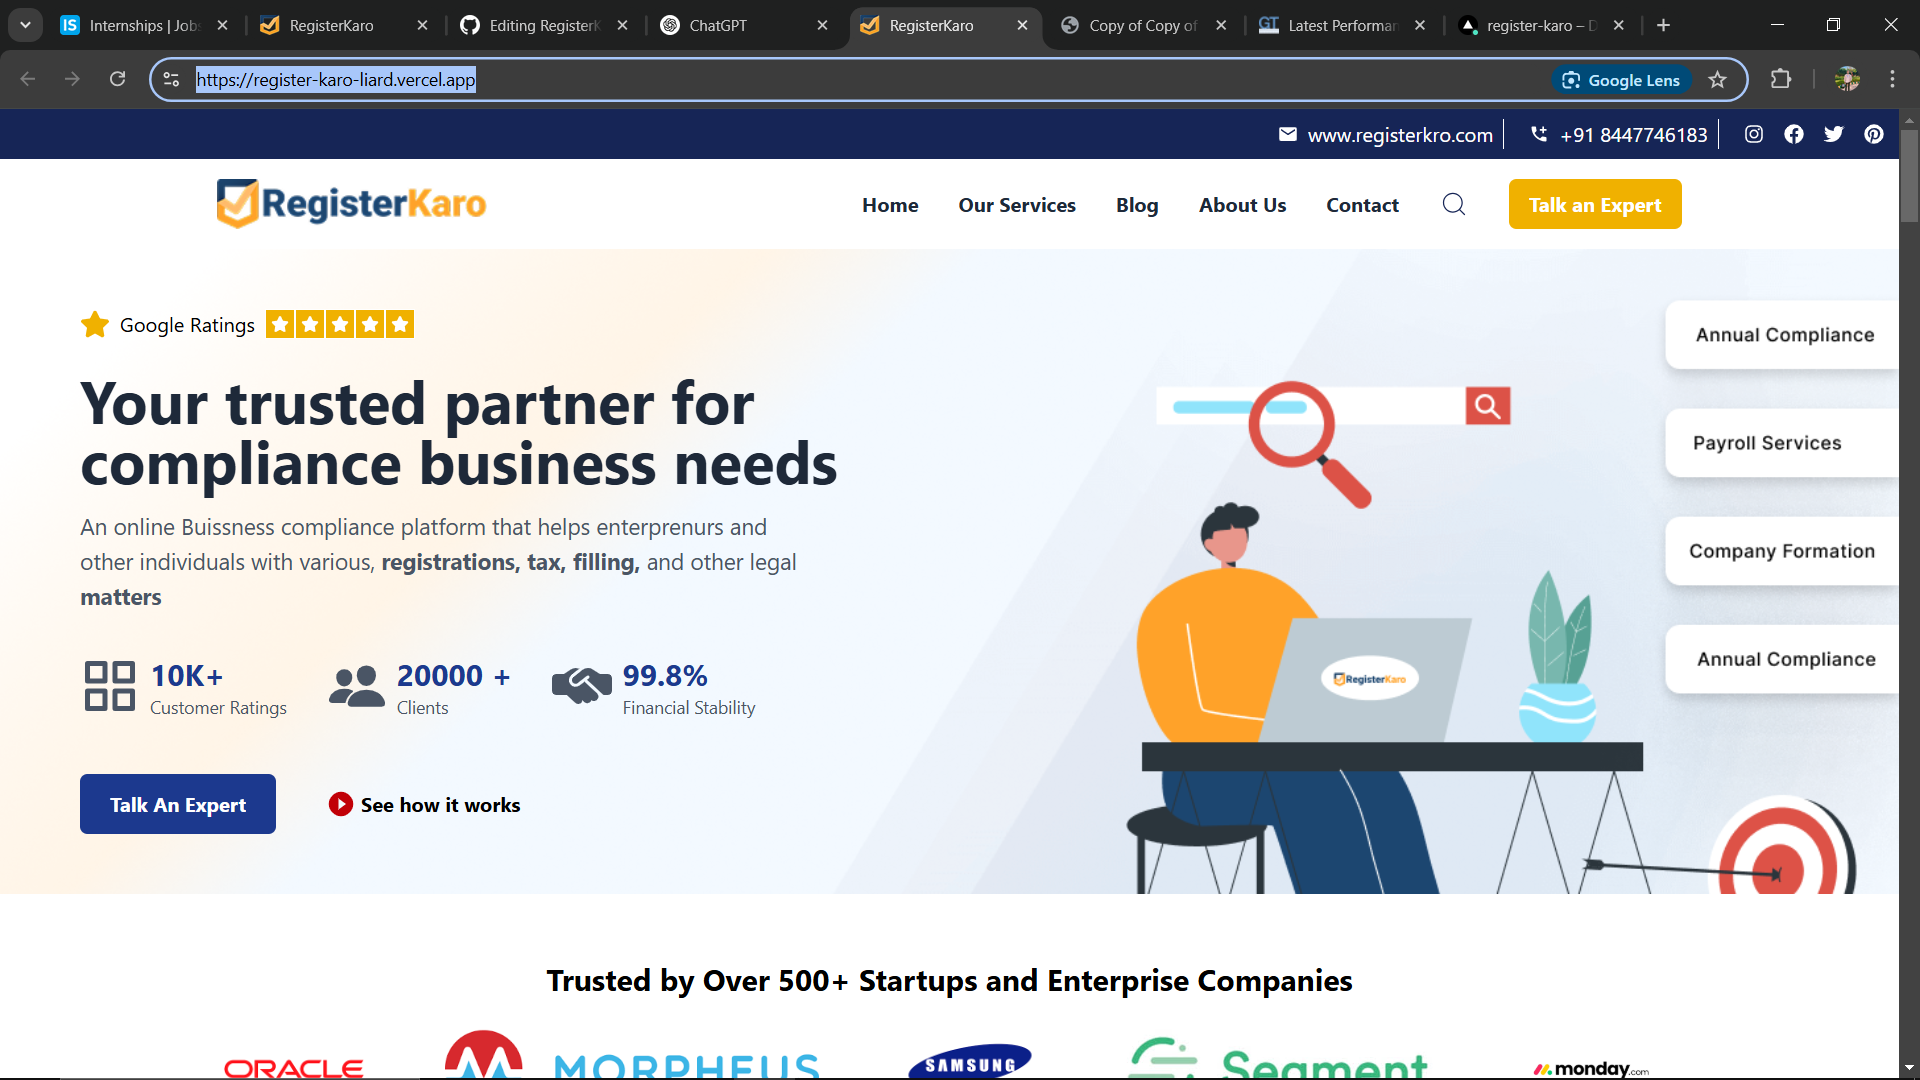 Internships | Jobs
RegisterKaro
Editing RegisterK
ChatGPT
RegisterKaro
Copy of Copy of
GT
Latest Performan
register-karo – D
https://register-karo-liard.vercel.app
Google Lens
www.registerkro.com
+91 8447746183
RegisterKaro
Home
Our Services
Blog
About Us
Contact
Talk an Expert
Google Ratings
Your trusted partner for
compliance business needs
An online Buissness compliance platform that helps enterprenurs and
other individuals with various, registrations, tax, filling, and other legal
matters
10K+
Customer Ratings
20000 +
Clients
99.8%
Financial Stability
Talk An Expert
See how it works
Annual Compliance
Payroll Services
Company Formation
Annual Compliance
RegisterKaro
Trusted by Over 500+ Startups and Enterprise Companies
ORACLE
MORPHEUS
SAMSUNG
Segment
monday.com